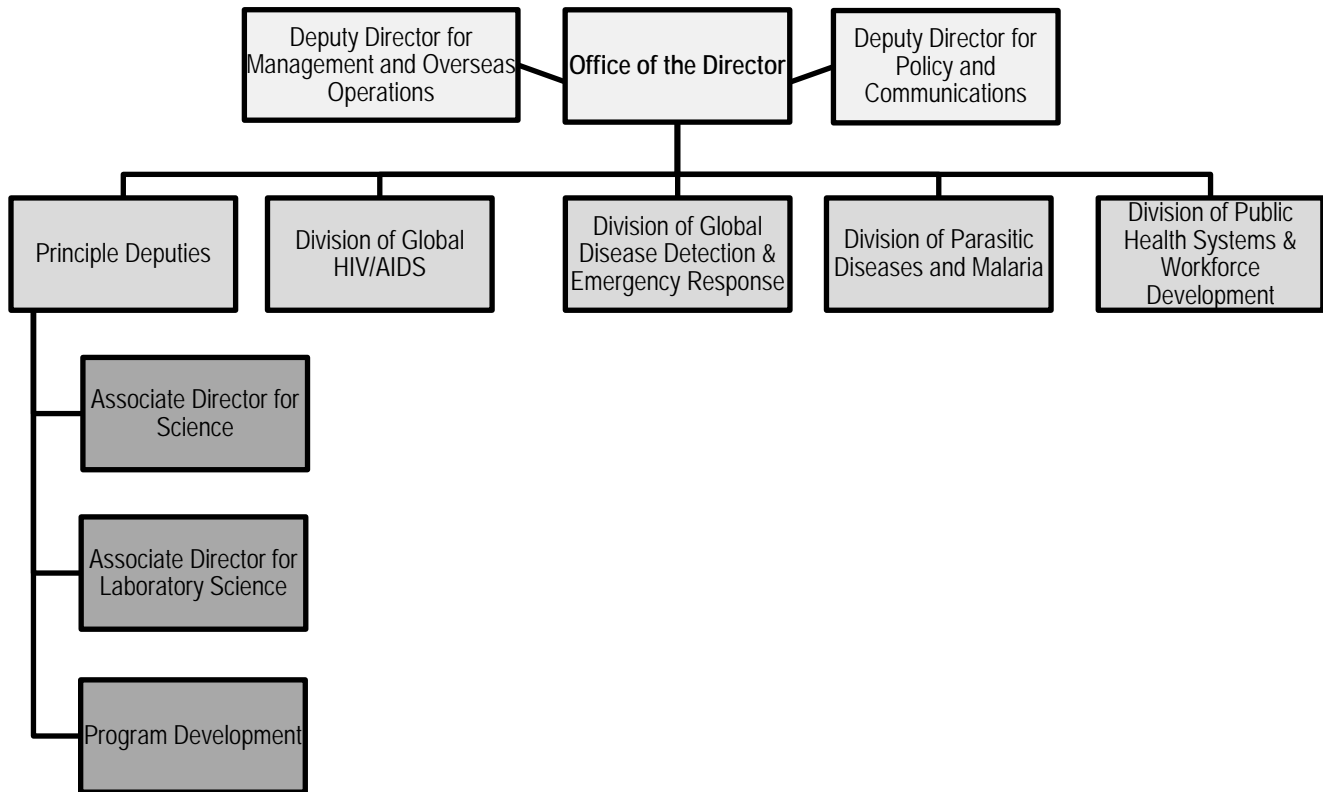 Deputy Director for
Management and Overseas
Operations
Office of the Director
Deputy Director for
Policy and
Communications
Principle Deputies
Division of Global
HIV/AIDS
Division of Global
Disease Detection &
Emergency Response
Division of Parasitic
Diseases and Malaria
Division of Public
Health Systems &
Workforce
Development
Associate Director for
Science
Associate Director for
Laboratory Science
Program Development